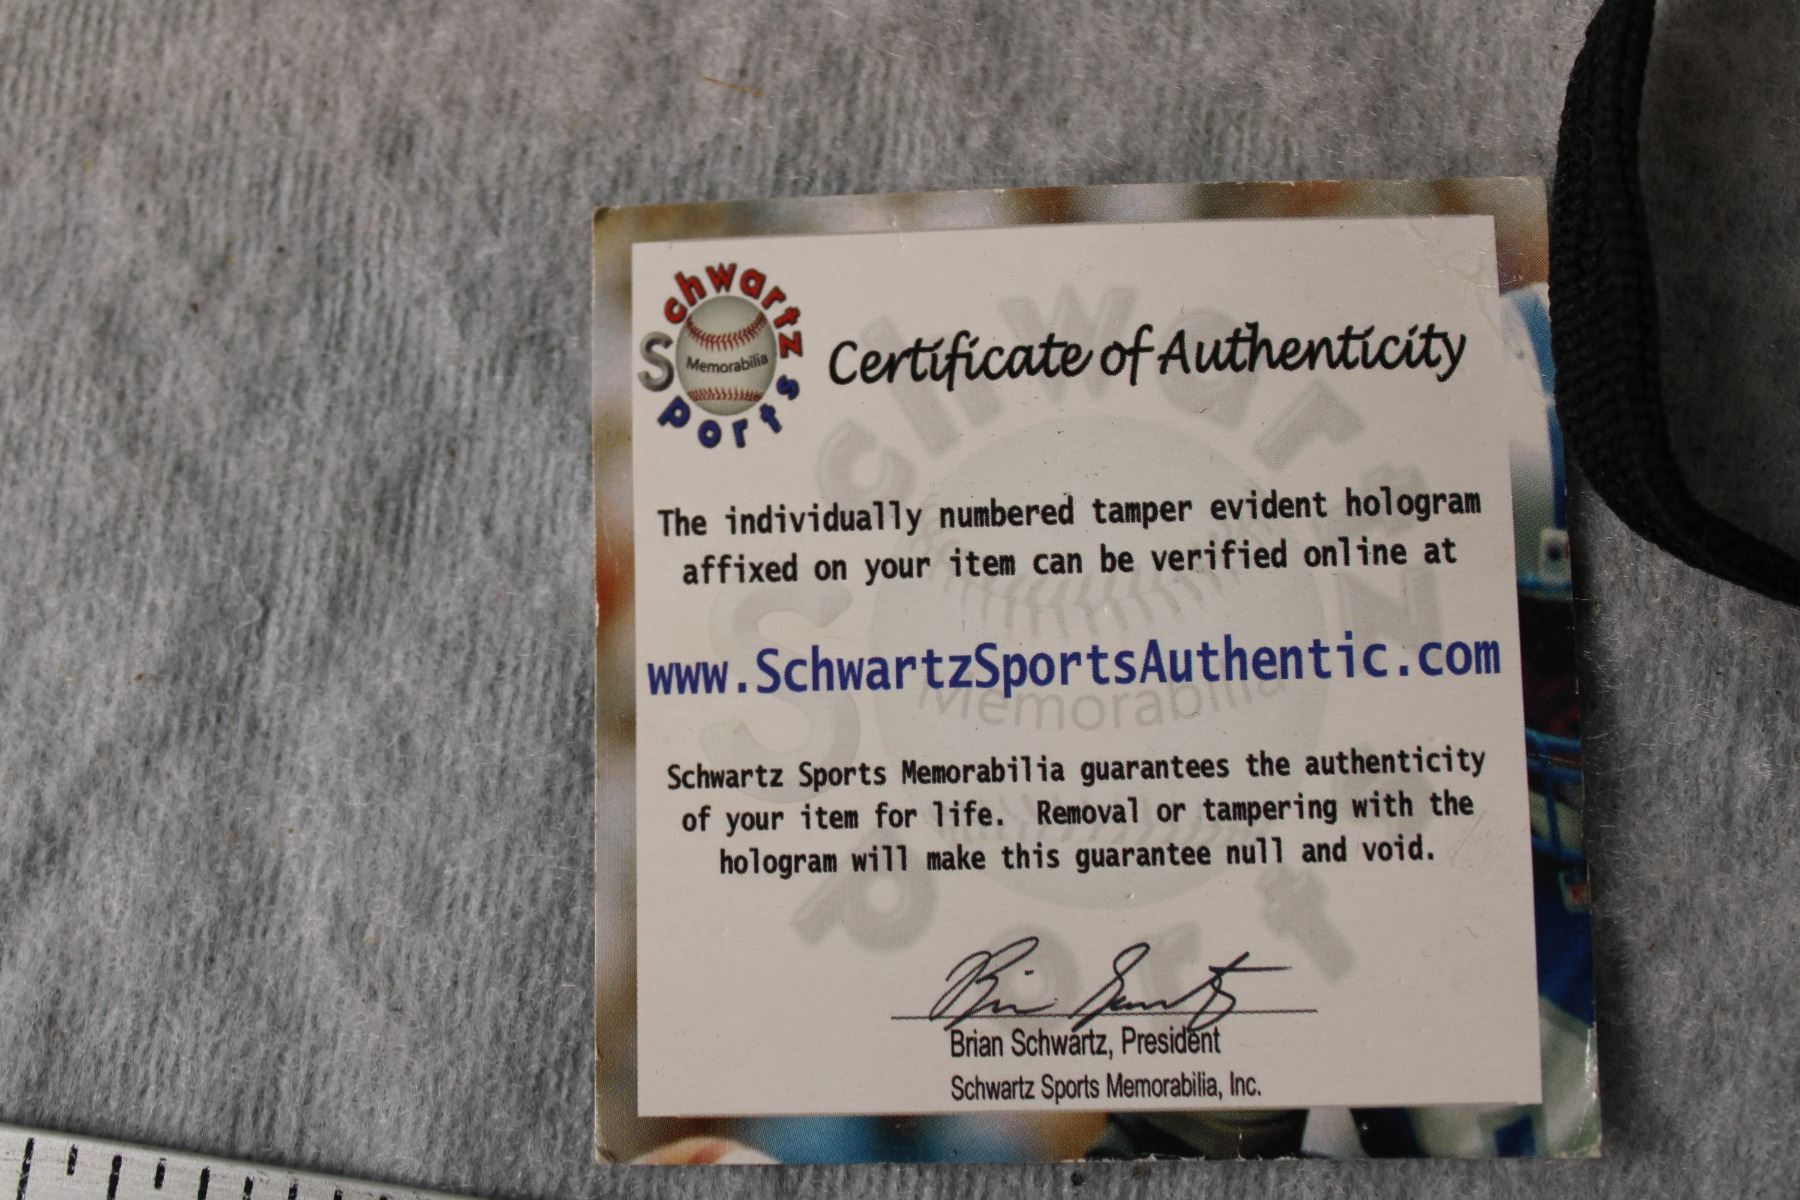 Schwartz
Sports
Memorabilia
Certificate of Authenticity
The individually numbered tamper evident hologram
affixed on your item can be verified online at
www.SchwartzSportsAuthentic.com
Schwartz Sports Memorabilia guarantees the authenticity
of your item for life.  Removal or tampering with the
hologram will make this guarantee null and void.
Brian Schwartz
Brian Schwartz, President
Schwartz Sports Memorabilia, Inc.